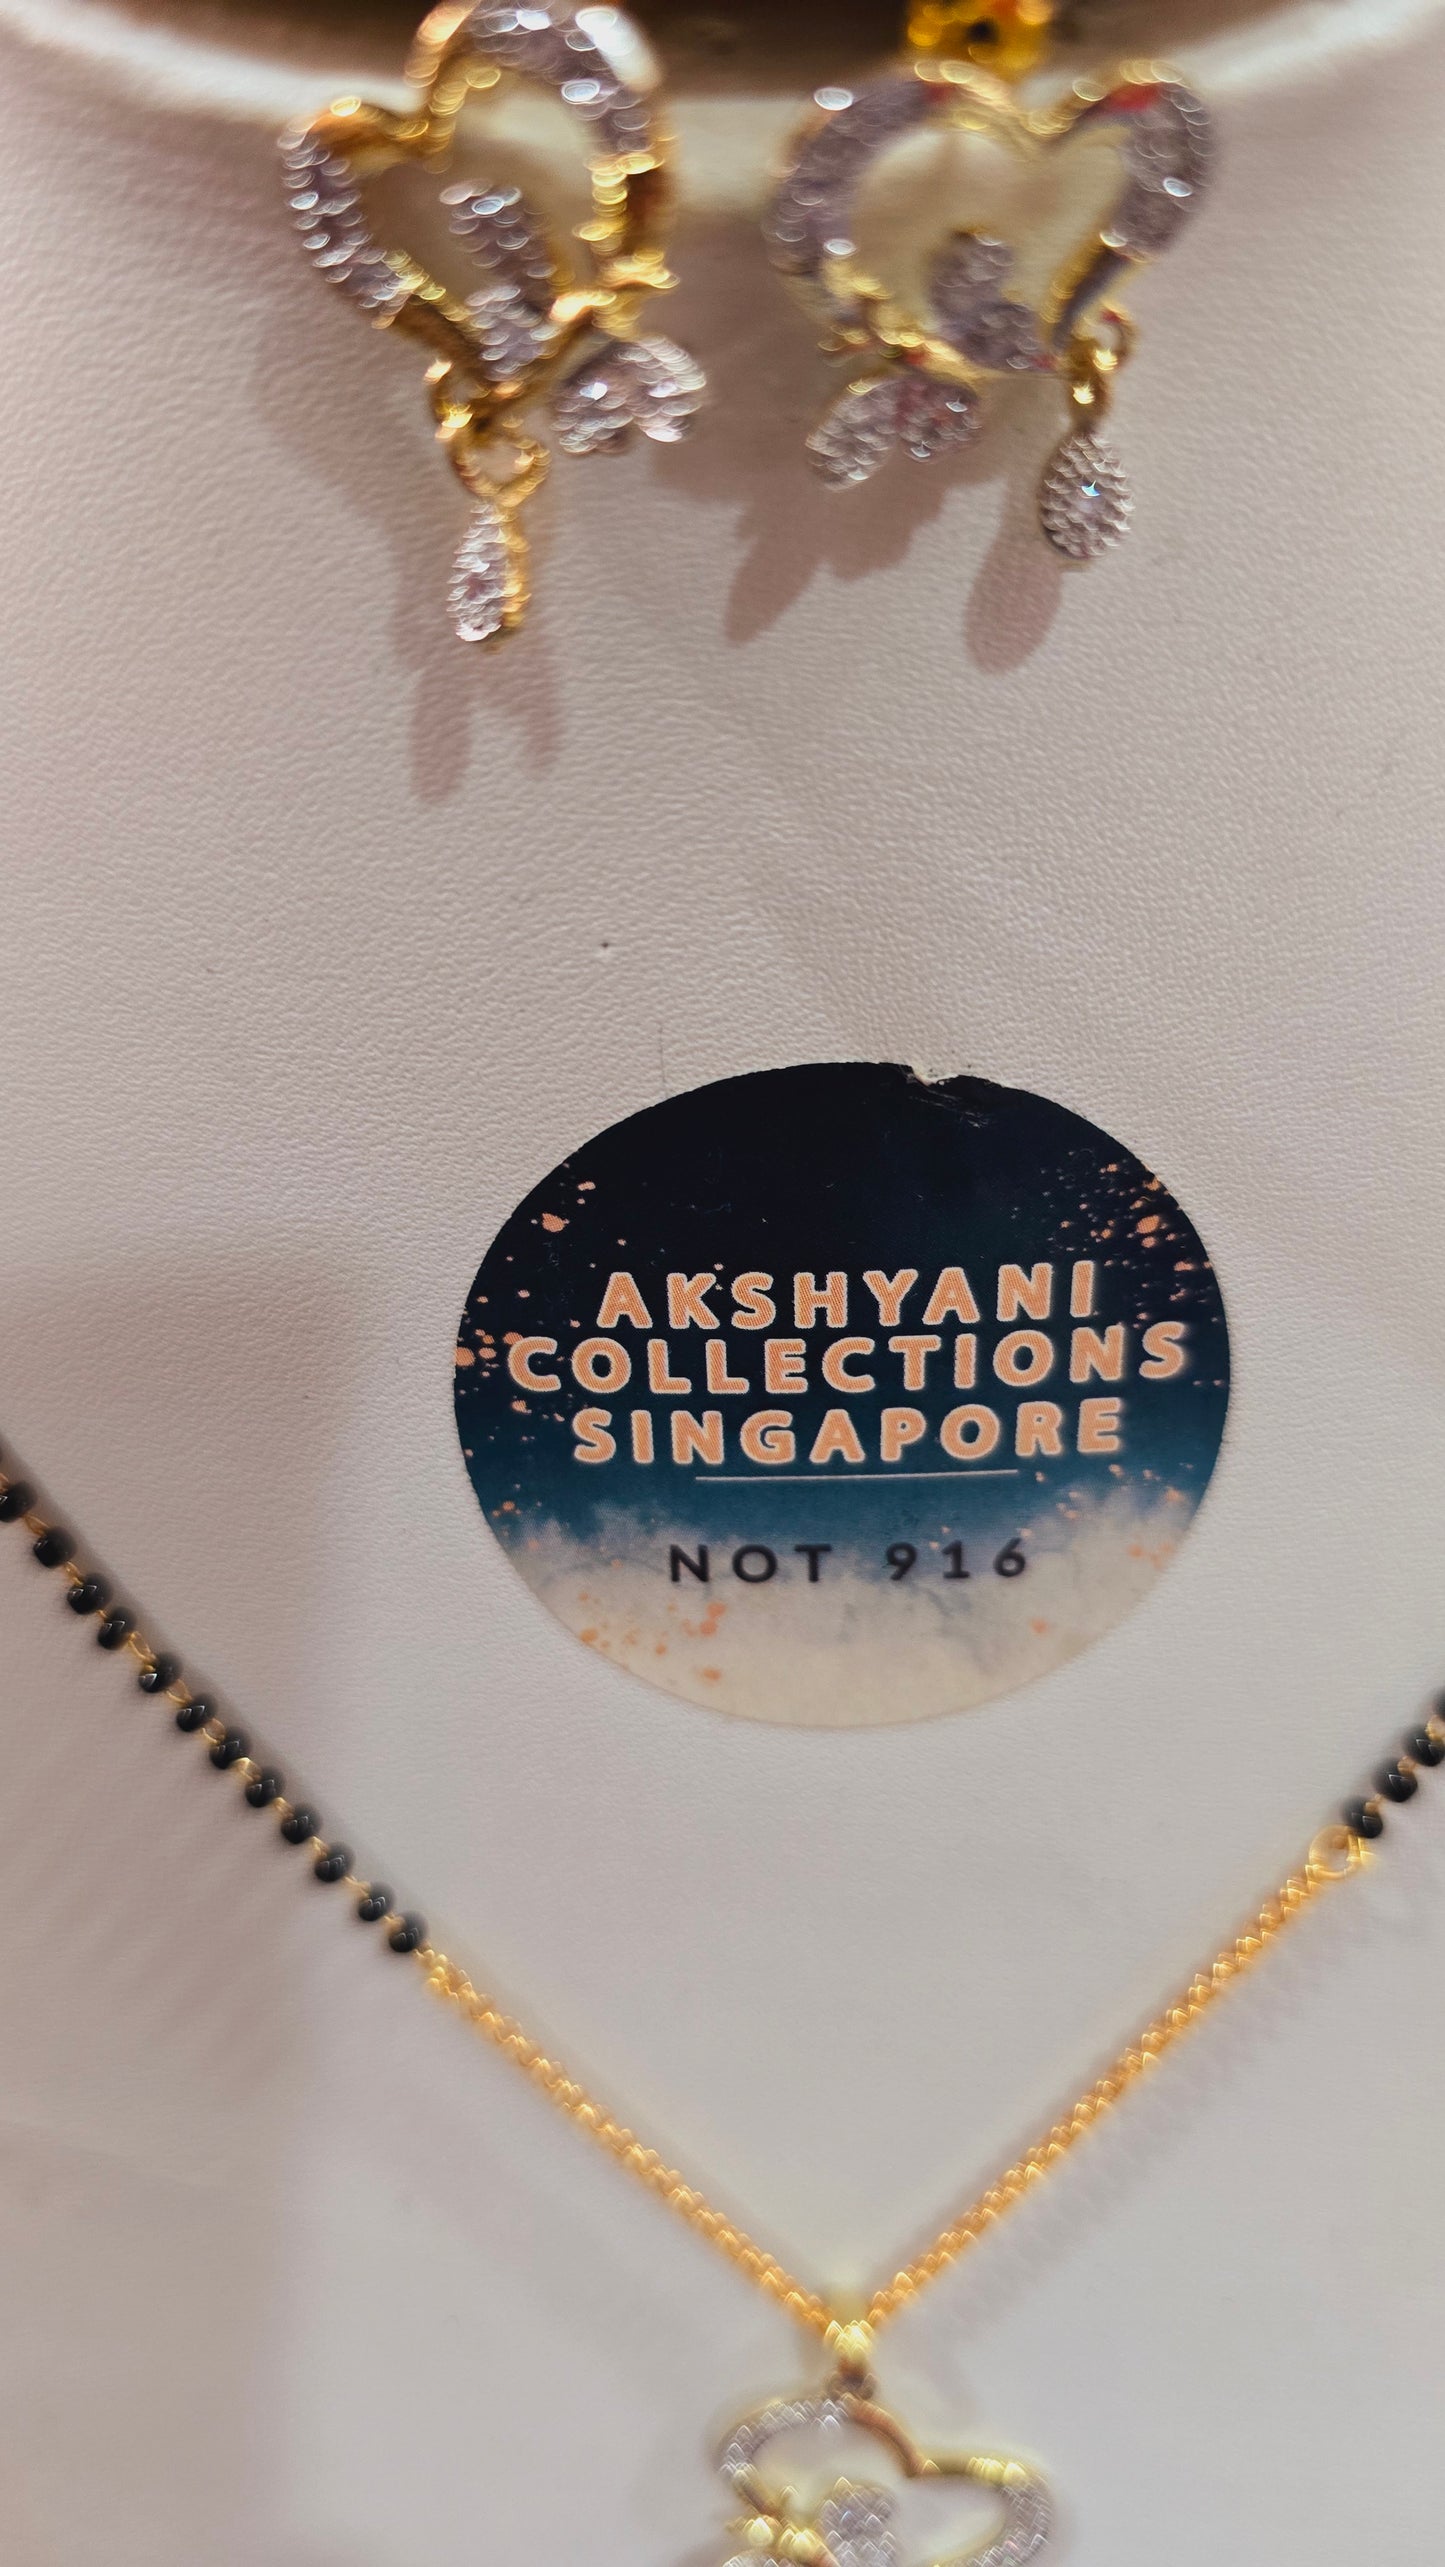 AKSHYANI
COLLECTIONS
SINGAPORE
NOT 916